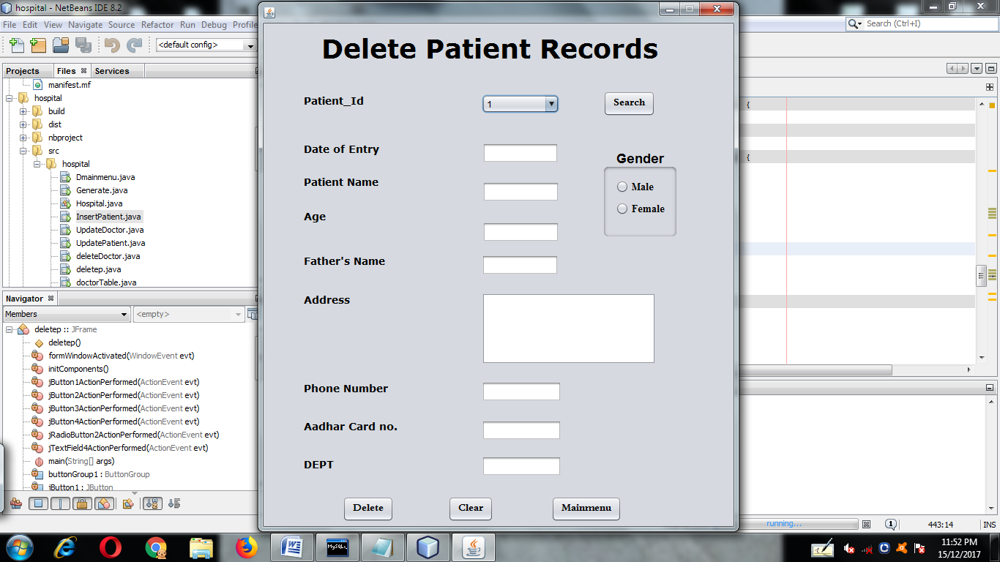 hospital - NetBeans IDE 8.2
File Edit View Navigate Source Refactor Run Debug Profile
Search (Ctrl+I)
<default config>
Projects Files Services
manifest.mf
hospital
build
dist
nbproject
src
hospital
Dmainmenu.java
Generate.java
Hospital.java
InsertPatient.java
UpdateDoctor.java
UpdatePatient.java
deleteDoctor.java
deletep.java
doctorTable.java
Navigator
Members <empty>
deletep :: JFrame
deletep()
formWindowActivated(WindowEvent evt)
initComponents()
jButton1ActionPerformed(ActionEvent evt)
jButton2ActionPerformed(ActionEvent evt)
jButton3ActionPerformed(ActionEvent evt)
jButton4ActionPerformed(ActionEvent evt)
jRadioButton2ActionPerformed(ActionEvent evt)
jTextField4ActionPerformed(ActionEvent evt)
main(String[] args)
buttonGroup1 : ButtonGroup
jButton1 : JButton
Delete Patient Records
Patient_Id 1 Search
Date of Entry
Gender
Patient Name
Male
Female
Age
Father's Name
Address
Phone Number
Aadhar Card no.
DEPT
Delete Clear Mainmenu
{
{
running...
1
443:14 INS
MySQL
11:52 PM
15/12/2017